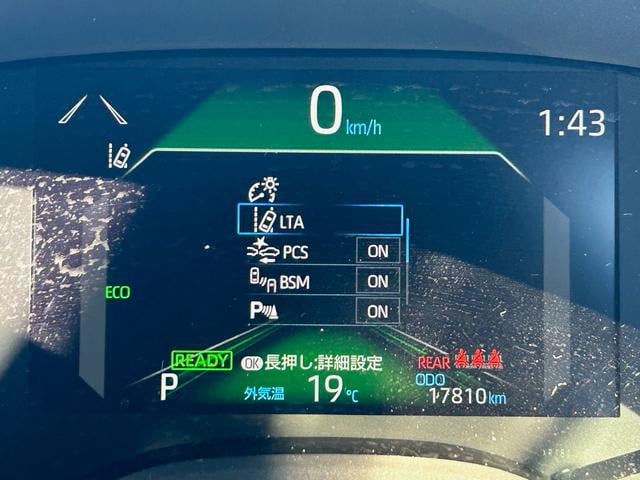 0 km/h
1:43
LTA
PCS ON
BSM ON
P ON
ECO
READY
OK 長押し:詳細設定
REAR
P
外気温 19 ℃
ODO
17810 km